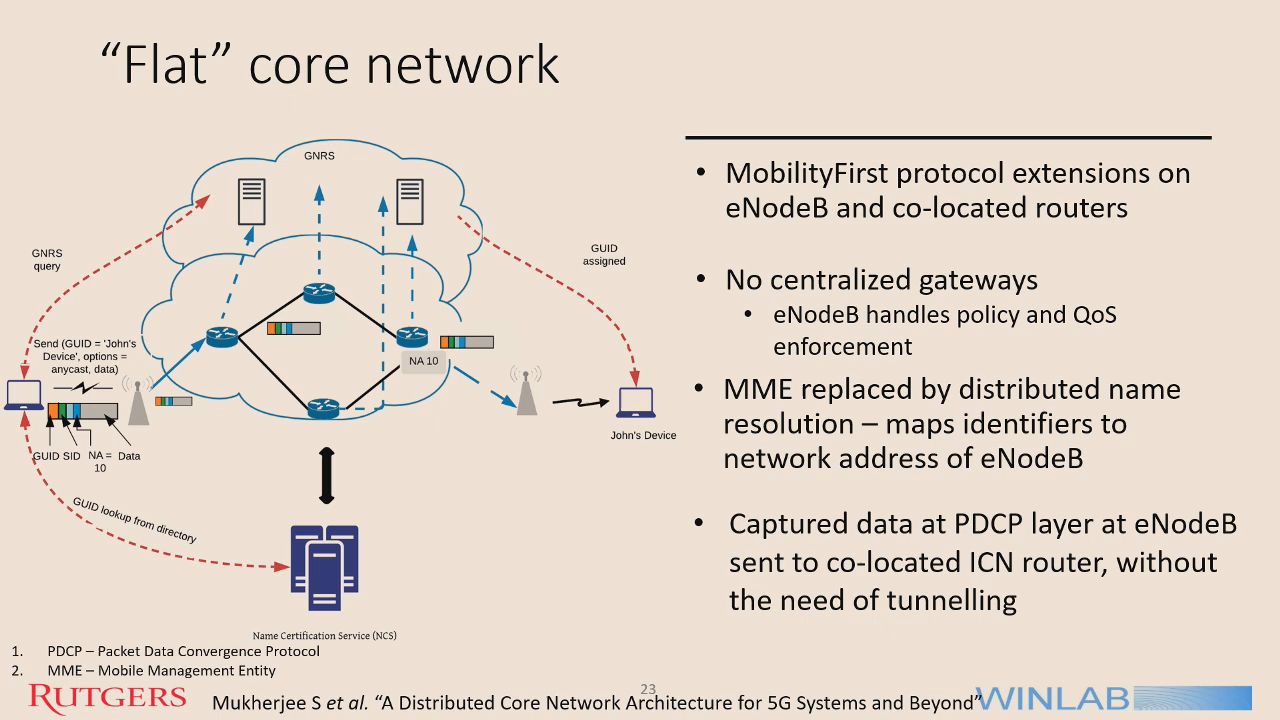 “Flat” core network
GNRS
GNRS
query
GUID
assigned
Send (GUID = 'John's
Device', options =
anycast, data)
NA 10
John's Device
GUID SID NA = Data
10
GUID lookup from directory
Name Certification Service (NCS)
• MobilityFirst protocol extensions on
eNodeB and co-located routers
• No centralized gateways
• eNodeB handles policy and QoS
enforcement
• MME replaced by distributed name
resolution – maps identifiers to
network address of eNodeB
• Captured data at PDCP layer at eNodeB
sent to co-located ICN router, without
the need of tunnelling
1. PDCP – Packet Data Convergence Protocol
2. MME – Mobile Management Entity
RUTGERS
23
Mukherjee S et al. “A Distributed Core Network Architecture for 5G Systems and Beyond”
WINLAB